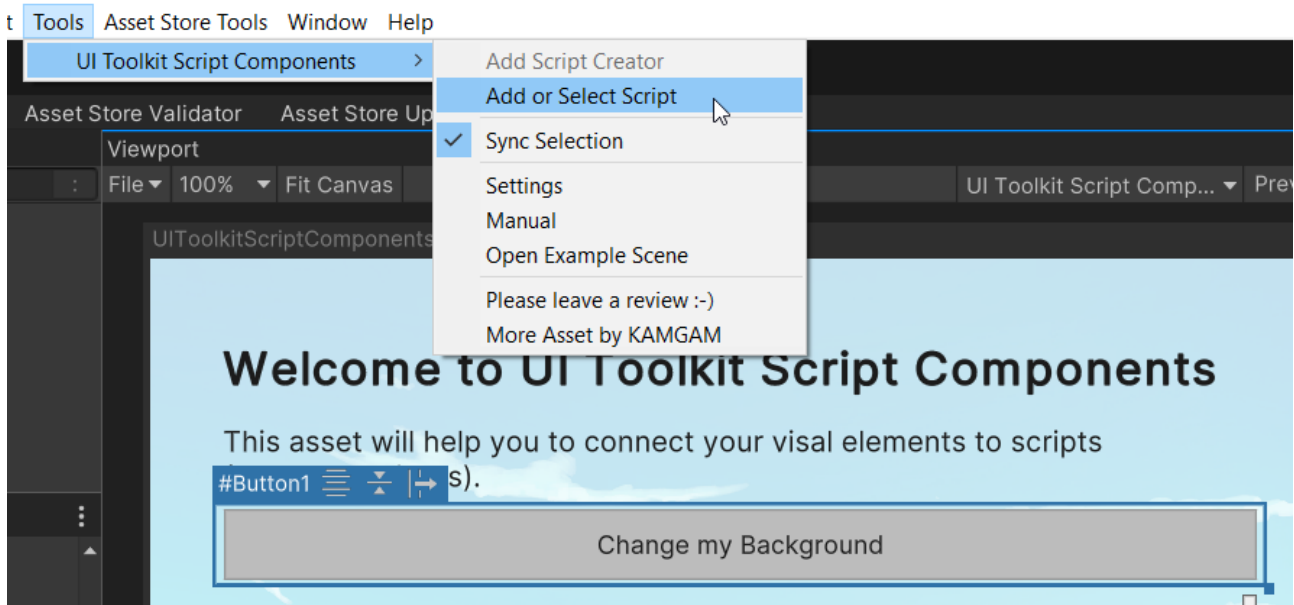 t Tools Asset Store Tools Window Help
UI Toolkit Script Components >
Add Script Creator
Add or Select Script
Sync Selection
Settings
Manual
Open Example Scene
Please leave a review :-)
More Asset by KAMGAM
Asset Store Validator Asset Store Up
Viewport
: File 100% Fit Canvas UI Toolkit Script Comp... Prev
UIToolkitScriptComponents
Welcome to UI Toolkit Script Components
This asset will help you to connect your visal elements to scripts
#Button1 s).
Change my Background